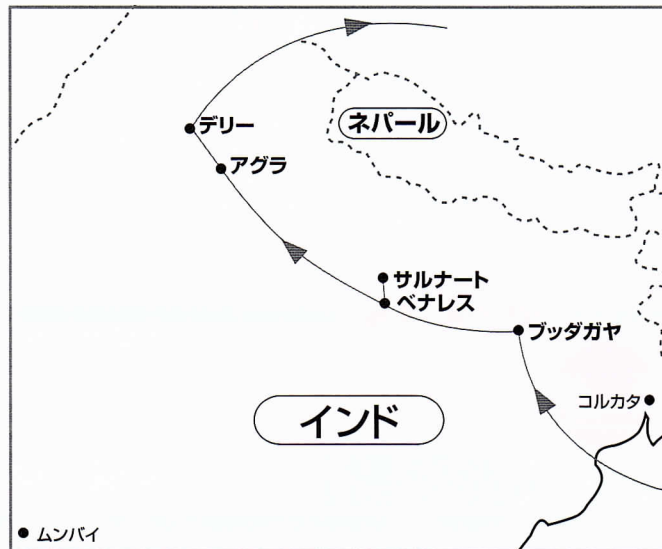 デリー
ネパール
アグラ
サルナート
ベナレス
ブッダガヤ
コルカタ
インド
ムンバイ